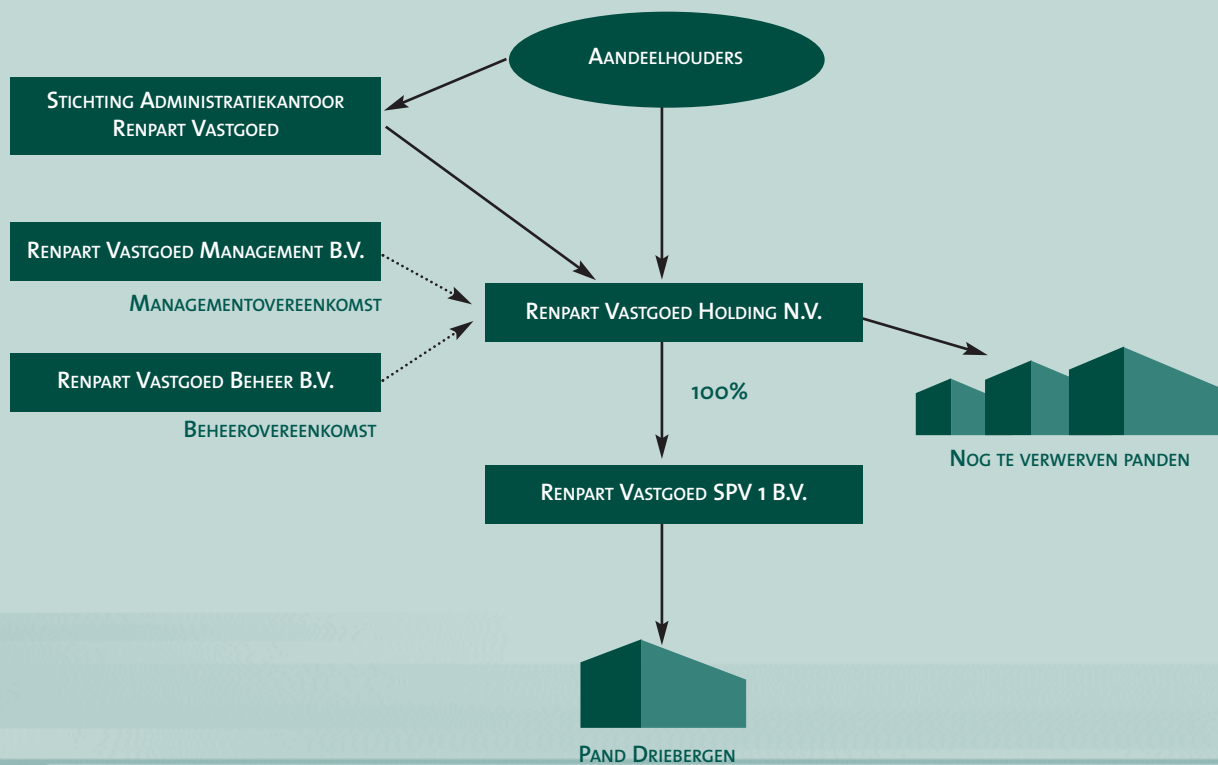 Aandeelhouders
Stichting Administratiekantoor
Renpart Vastgoed
Renpart Vastgoed Management B.V.
Managementovereenkomst
Renpart Vastgoed Holding N.V.
Renpart Vastgoed Beheer B.V.
Beheerovereenkomst
100%
Nog te verwerven panden
Renpart Vastgoed SPV 1 B.V.
Pand Driebergen